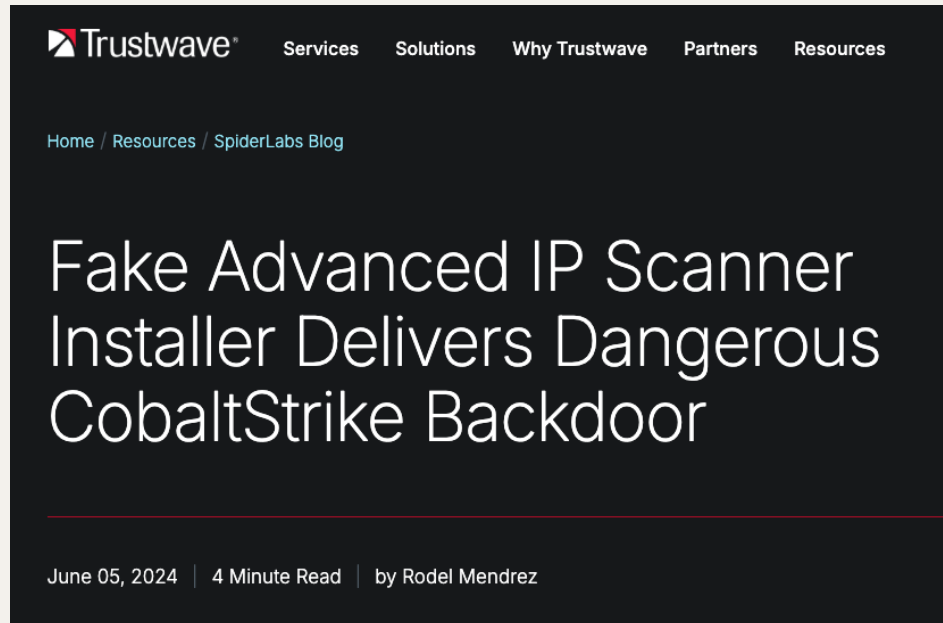 Trustwave®
Services Solutions Why Trustwave Partners Resources
Home / Resources / SpiderLabs Blog
Fake Advanced IP Scanner
Installer Delivers Dangerous
CobaltStrike Backdoor
June 05, 2024 | 4 Minute Read | by Rodel Mendrez